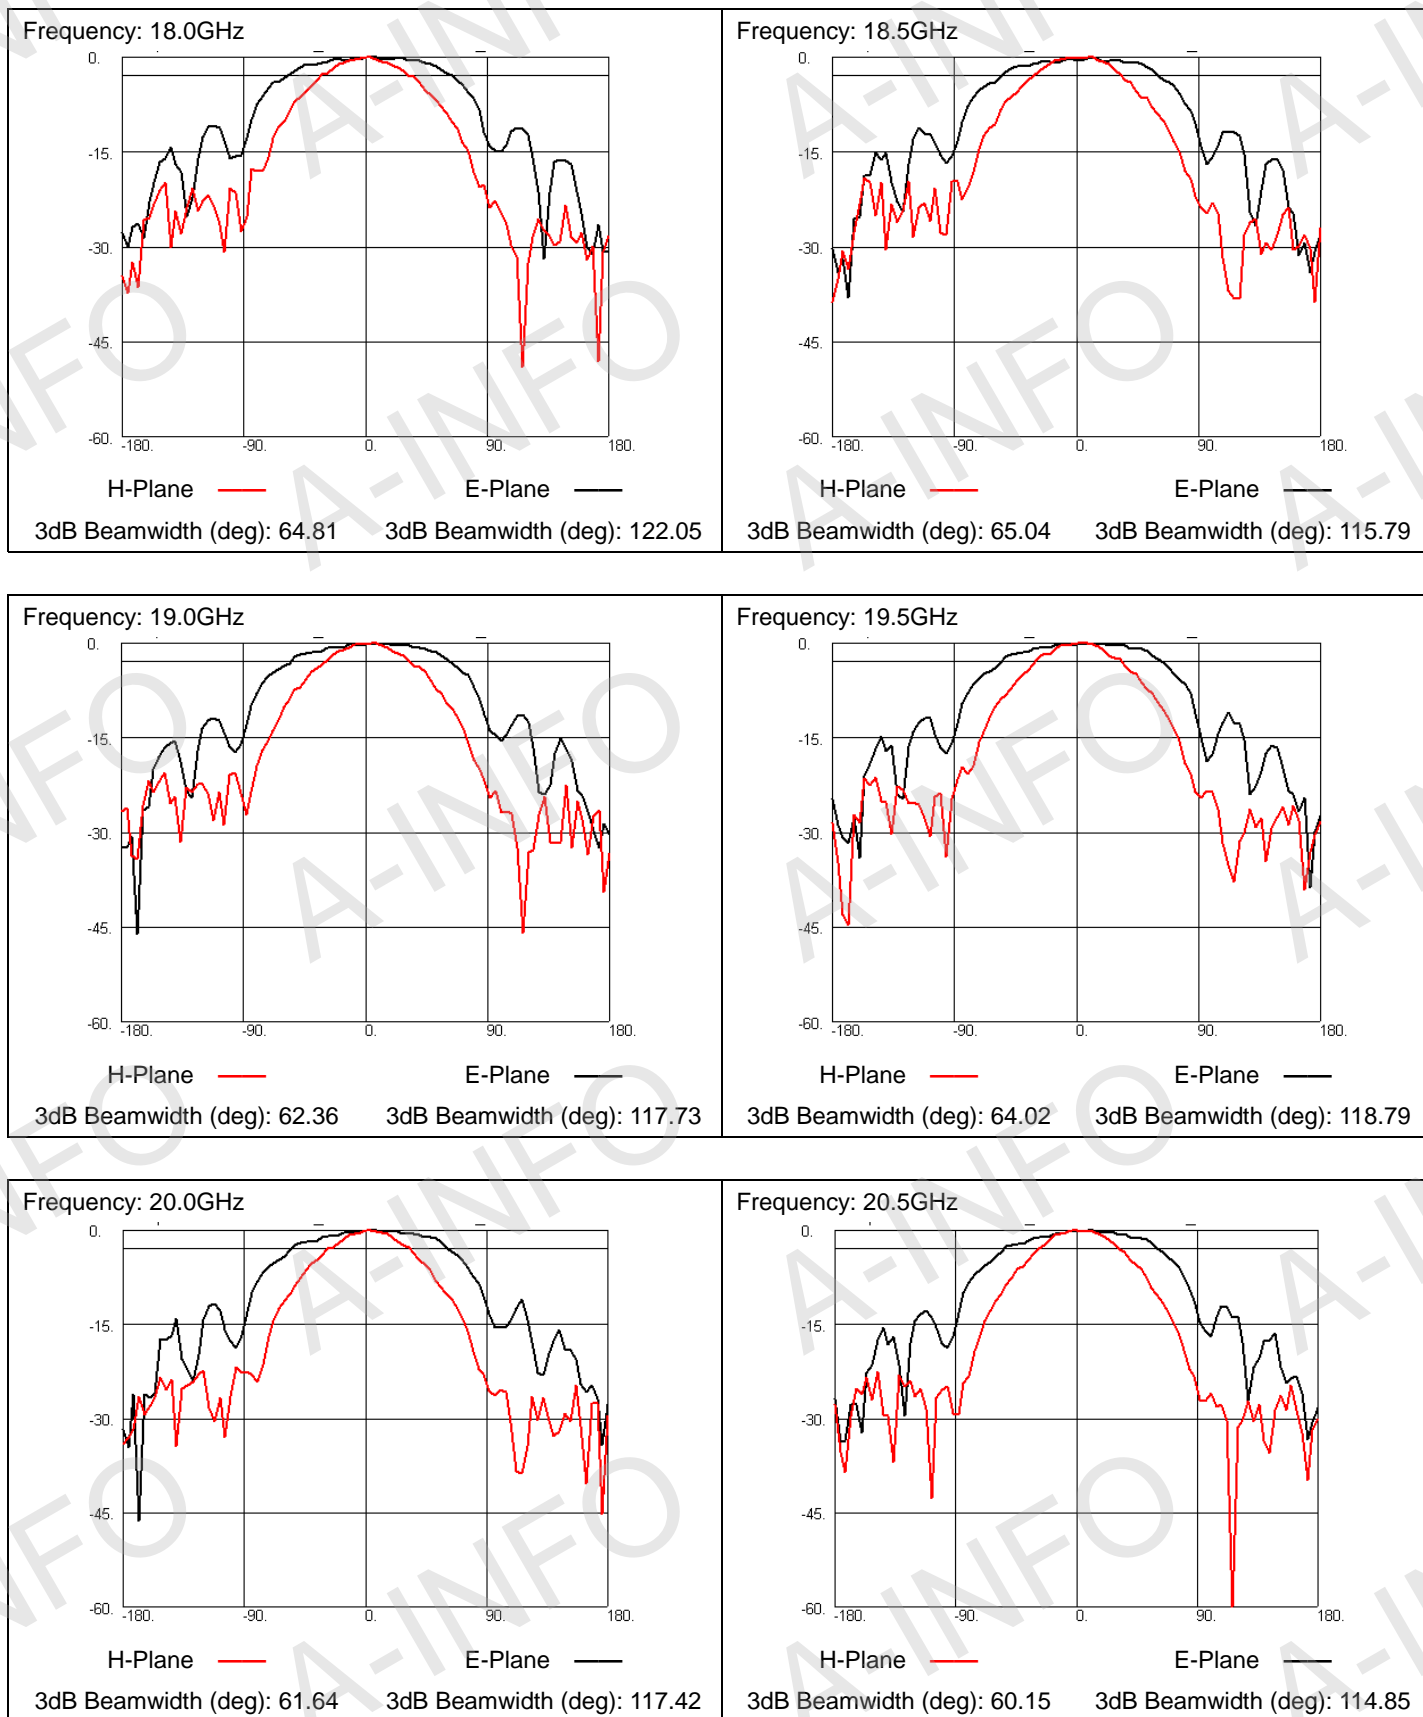 Frequency: 18.0GHz
0.
-15.
-30.
-45.
-60.
-180. -90. 0. 90. 180.
H-Plane E-Plane
3dB Beamwidth (deg): 64.81 3dB Beamwidth (deg): 122.05
Frequency: 18.5GHz
0.
-15.
-30.
-45.
-60.
-180. -90. 0. 90. 180.
H-Plane E-Plane
3dB Beamwidth (deg): 65.04 3dB Beamwidth (deg): 115.79
Frequency: 19.0GHz
0.
-15.
-30.
-45.
-60.
-180. -90. 0. 90. 180.
H-Plane E-Plane
3dB Beamwidth (deg): 62.36 3dB Beamwidth (deg): 117.73
Frequency: 19.5GHz
0.
-15.
-30.
-45.
-60.
-180. -90. 0. 90. 180.
H-Plane E-Plane
3dB Beamwidth (deg): 64.02 3dB Beamwidth (deg): 118.79
Frequency: 20.0GHz
0.
-15.
-30.
-45.
-60.
-180. -90. 0. 90. 180.
H-Plane E-Plane
3dB Beamwidth (deg): 61.64 3dB Beamwidth (deg): 117.42
Frequency: 20.5GHz
0.
-15.
-30.
-45.
-60.
-180. -90. 0. 90. 180.
H-Plane E-Plane
3dB Beamwidth (deg): 60.15 3dB Beamwidth (deg): 114.85
A-INFO